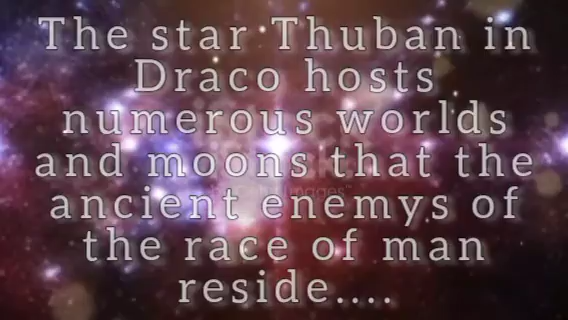 The star Thuban in
Draco hosts
numerous worlds
and moons that the
ancient enemys of
the race of man
reside....